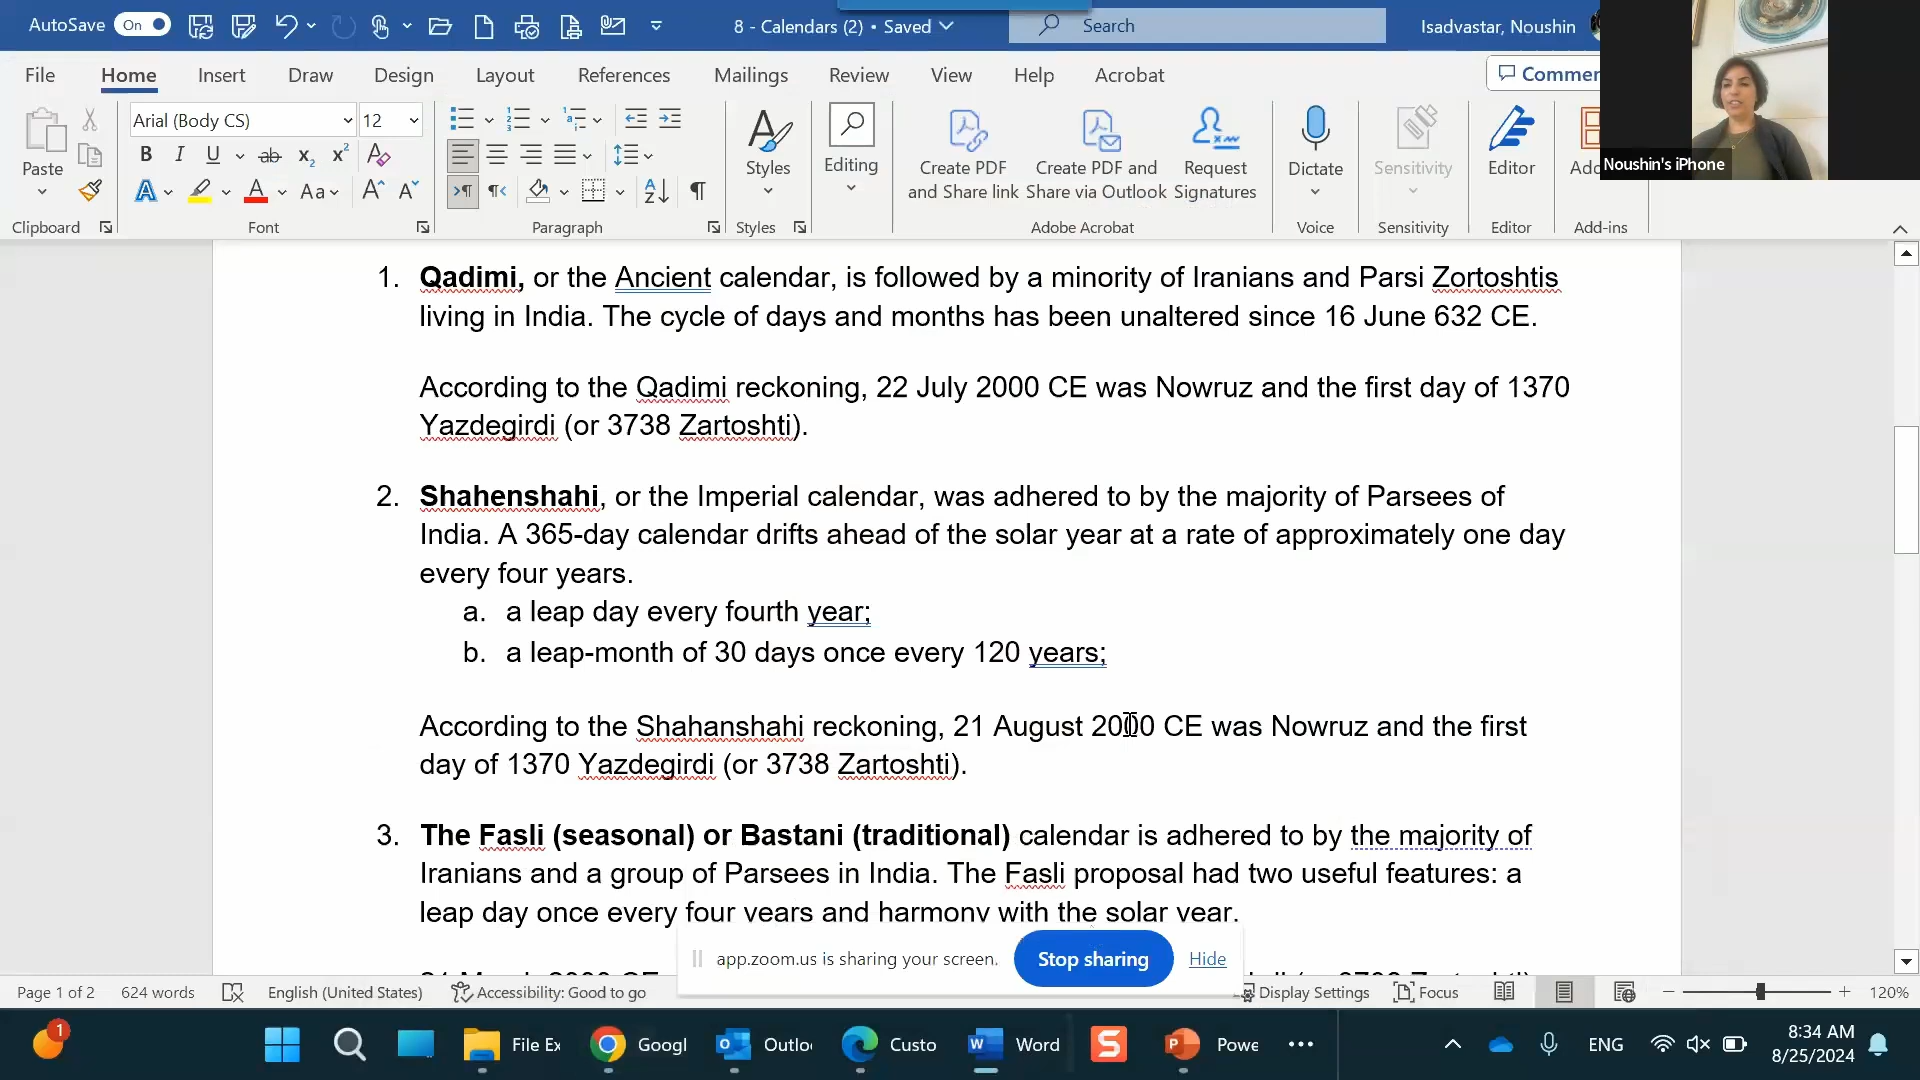 AutoSave On 8 - Calendars (2) • Saved Search Isadvastar, Noushin
File Home Insert Draw Design Layout References Mailings Review View Help Acrobat Commen
Noushin's iPhone
Arial (Body CS) 12
Paste Styles Editing Create PDF and Share link Create PDF and Share via Outlook Request Signatures Dictate Sensitivity Editor
Clipboard Font Paragraph Styles Adobe Acrobat Voice Sensitivity Editor Add-ins
1. Qadimi, or the Ancient calendar, is followed by a minority of Iranians and Parsi Zortoshtis
living in India. The cycle of days and months has been unaltered since 16 June 632 CE.
According to the Qadimi reckoning, 22 July 2000 CE was Nowruz and the first day of 1370
Yazdegirdi (or 3738 Zartoshti).
2. Shahenshahi, or the Imperial calendar, was adhered to by the majority of Parsees of
India. A 365-day calendar drifts ahead of the solar year at a rate of approximately one day
every four years.
a. a leap day every fourth year;
b. a leap-month of 30 days once every 120 years;
According to the Shahanshahi reckoning, 21 August 2000 CE was Nowruz and the first
day of 1370 Yazdegirdi (or 3738 Zartoshti).
3. The Fasli (seasonal) or Bastani (traditional) calendar is adhered to by the majority of
Iranians and a group of Parsees in India. The Fasli proposal had two useful features: a
leap day once every four years and harmony with the solar year.
app.zoom.us is sharing your screen. Stop sharing Hide
Page 1 of 2 624 words English (United States) Accessibility: Good to go Display Settings Focus 120%
1 File Ex Googl Outlo Custo Word Powe ENG 8:34 AM
8/25/2024